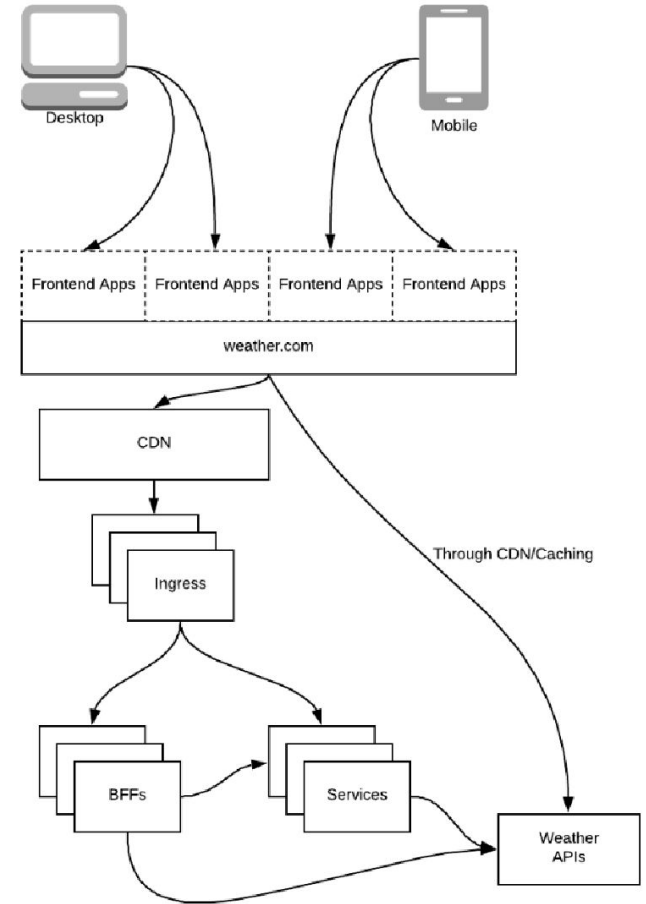 Desktop
Mobile
Frontend Apps
Frontend Apps
Frontend Apps
Frontend Apps
weather.com
CDN
Through CDN/Caching
Ingress
BFFs
Services
Weather
APIs